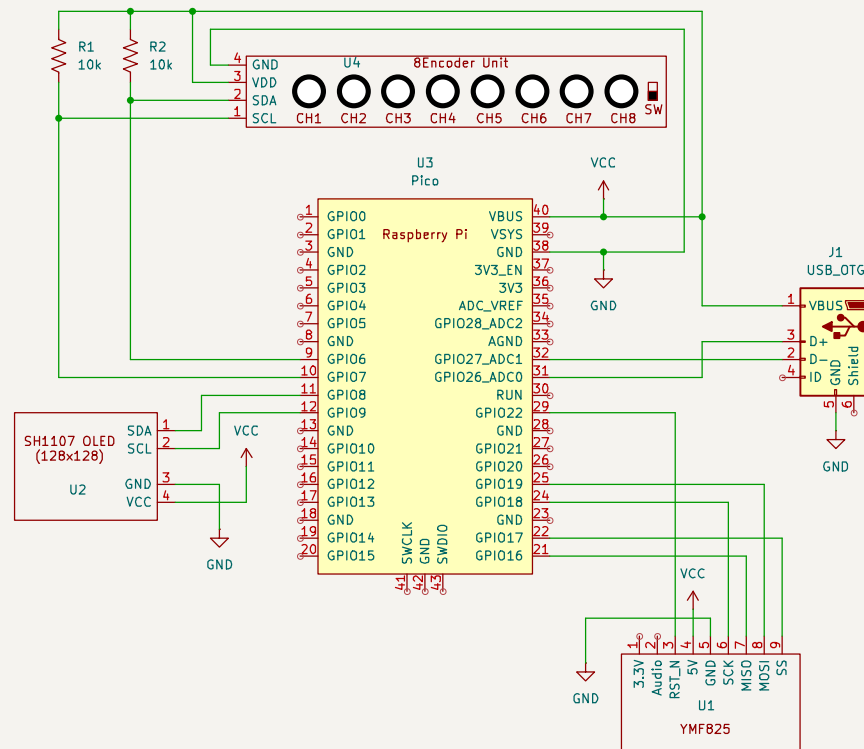 R1
10k
R2
10k
U4
8Encoder Unit
4 GND
3 VDD
2 SDA
1 SCL
CH1 CH2 CH3 CH4 CH5 CH6 CH7 CH8
SW
U3
Pico
Raspberry Pi
1 GPIO0
2 GPIO1
3 GND
4 GPIO2
5 GPIO3
6 GPIO4
7 GPIO5
8 GND
9 GPIO6
10 GPIO7
11 GPIO8
12 GPIO9
13 GND
14 GPIO10
15 GPIO11
16 GPIO12
17 GPIO13
18 GND
19 GPIO14
20 GPIO15
VBUS 40
VSYS 39
GND 38
3V3_EN 37
3V3 36
ADC_VREF 35
GPIO28_ADC2 34
AGND 33
GPIO27_ADC1 32
GPIO26_ADC0 31
RUN 30
GPIO22 29
GND 28
GPIO21 27
GPIO20 26
GPIO19 25
GPIO18 24
GND 23
GPIO17 22
GPIO16 21
SWCLK 41
GND 42
SWDIO 43
VCC
GND
J1
USB_OTG
1 VBUS
3 D+
2 D-
4 ID
GND 5
Shield 6
GND
SH1107 OLED
(128x128)
U2
SDA 1
SCL 2
GND 3
VCC 4
VCC
GND
VCC
GND
1 3.3V
2 Audio
3 RST_N
4 5V
5 GND
6 SCK
7 MISO
8 MOSI
9 SS
U1
YMF825